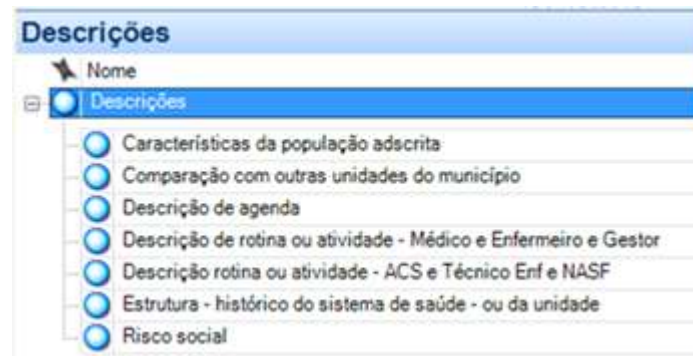 Descrições
Nome
Descrições
Características da população adscrita
Comparação com outras unidades do município
Descrição de agenda
Descrição de rotina ou atividade - Médico e Enfermeiro e Gestor
Descrição rotina ou atividade - ACS e Técnico Enf e NASF
Estrutura - histórico do sistema de saúde - ou da unidade
Risco social